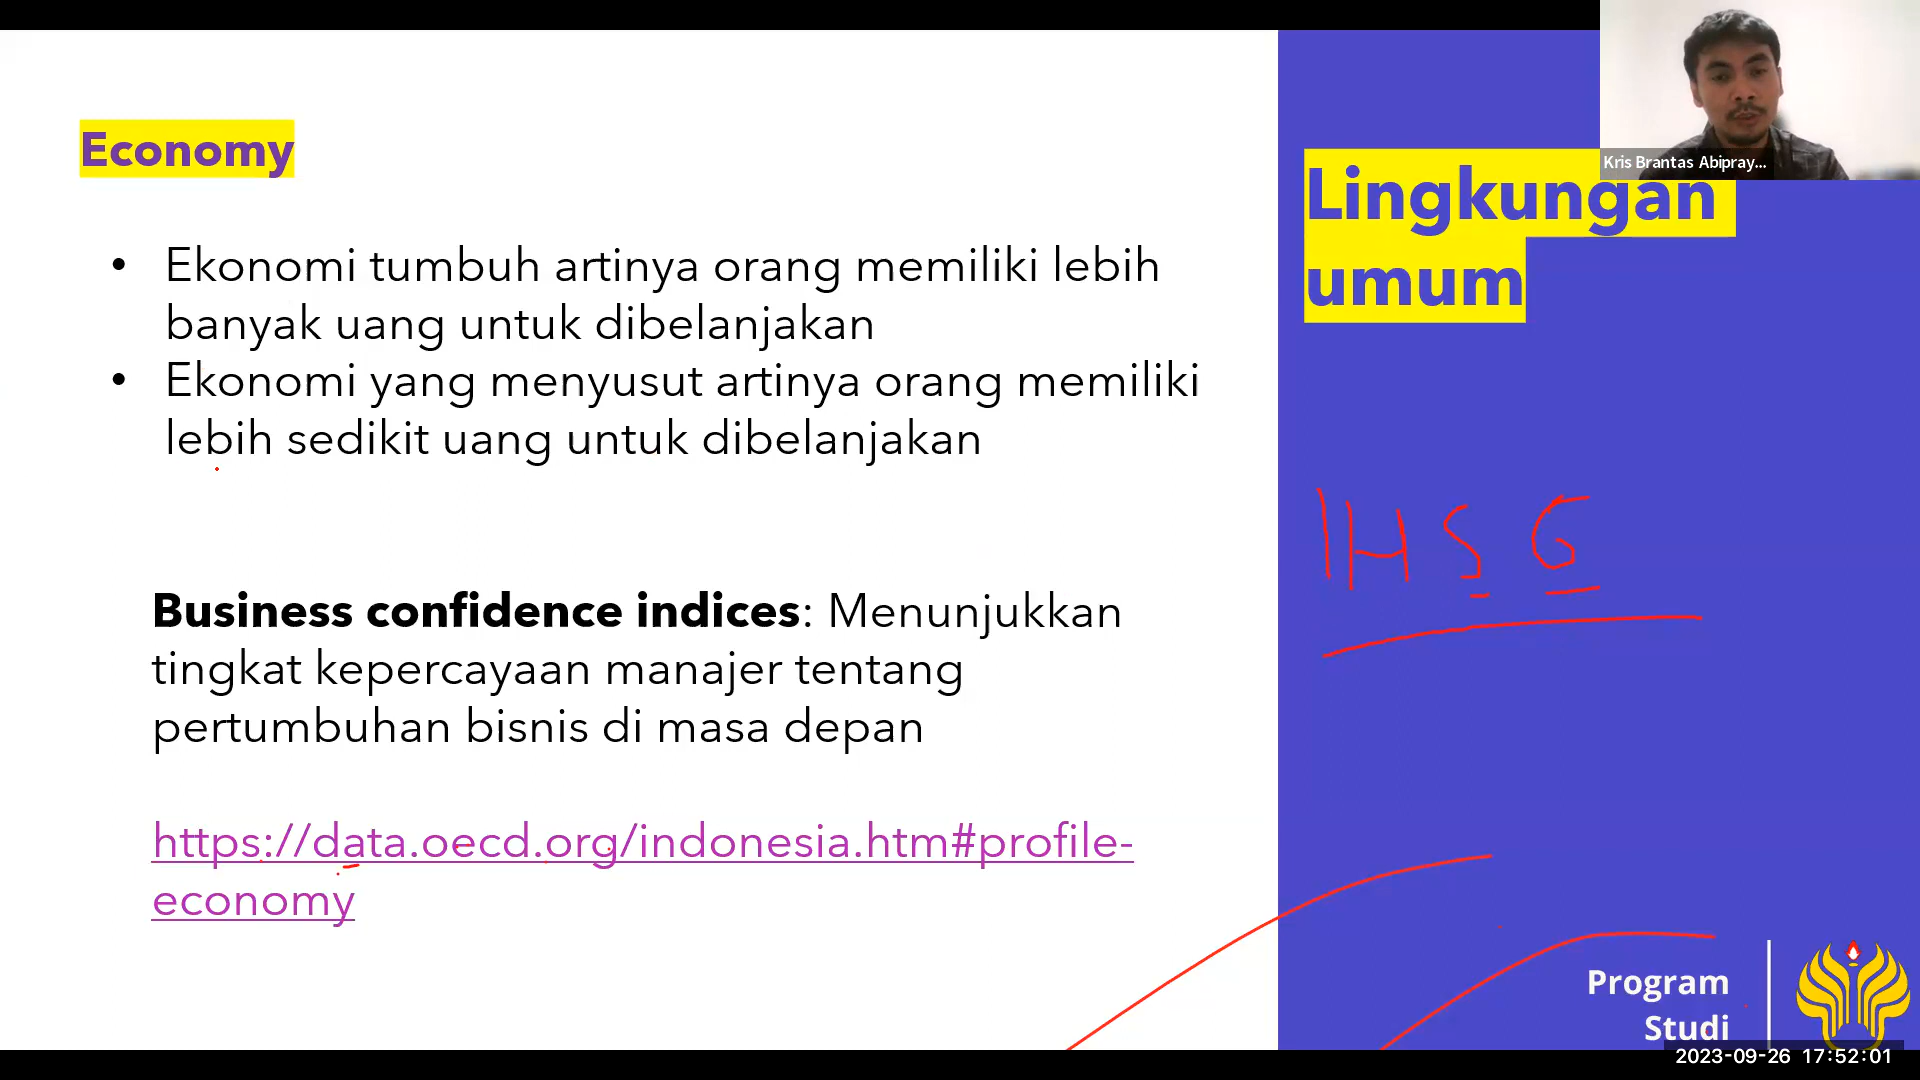 Economy
• Ekonomi tumbuh artinya orang memiliki lebih
banyak uang untuk dibelanjakan
• Ekonomi yang menyusut artinya orang memiliki
lebih sedikit uang untuk dibelanjakan
Business confidence indices: Menunjukkan
tingkat kepercayaan manajer tentang
pertumbuhan bisnis di masa depan
https://data.oecd.org/indonesia.htm#profile-
economy
Kris Brantas Abipray...
Lingkungan
umum
IHSG
Program
Studi
2023-09-26 17:52:01